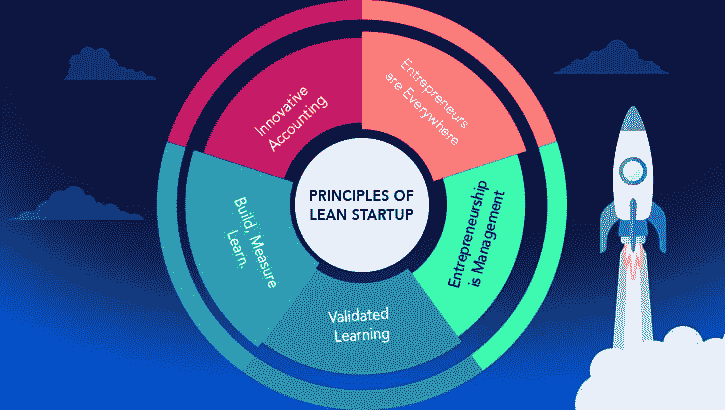 PRINCIPLES OF
LEAN STARTUP
Entrepreneurs
are Everywhere
Entrepreneurship
is Management
Validated
Learning
Build, Measure
Learn.
Innovative
Accounting